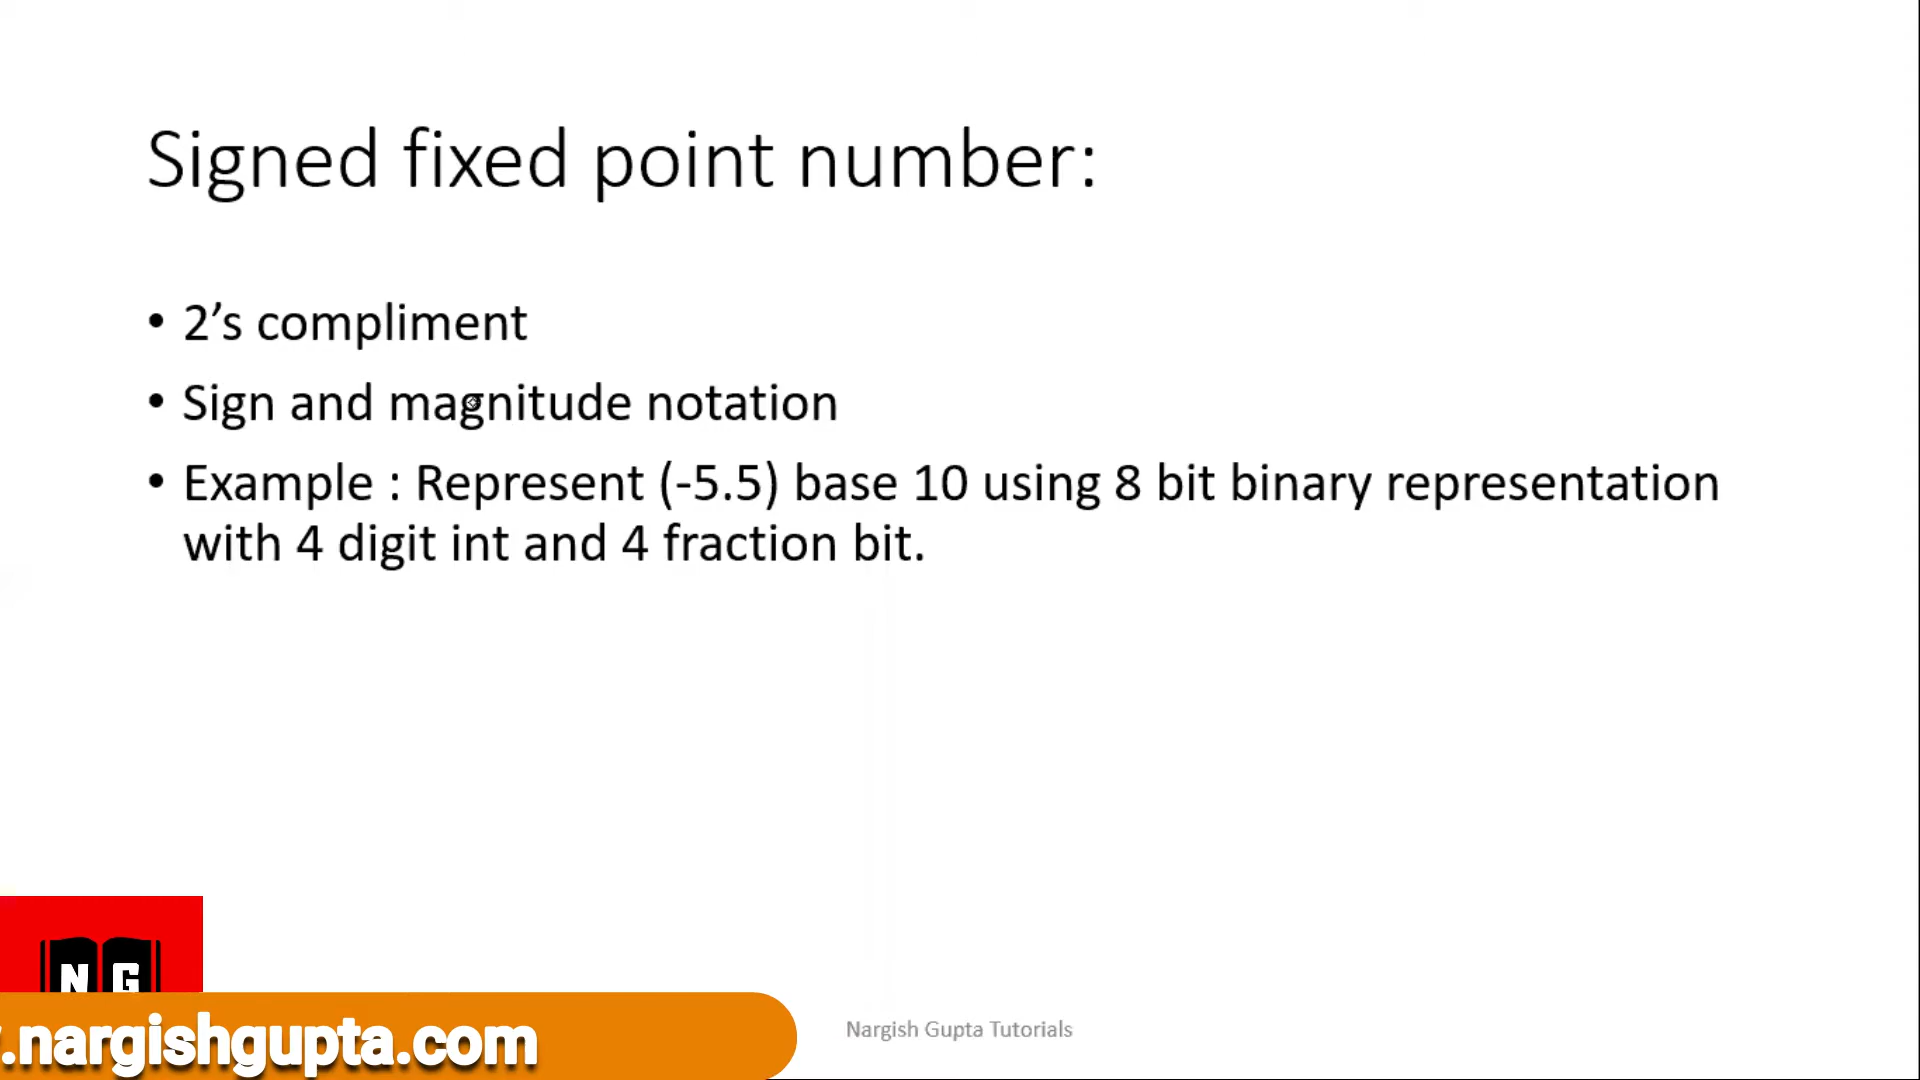 Signed fixed point number:
• 2’s compliment
• Sign and magnitude notation
• Example : Represent (-5.5) base 10 using 8 bit binary representation
with 4 digit int and 4 fraction bit.
N G
.nargishgupta.com
Nargish Gupta Tutorials